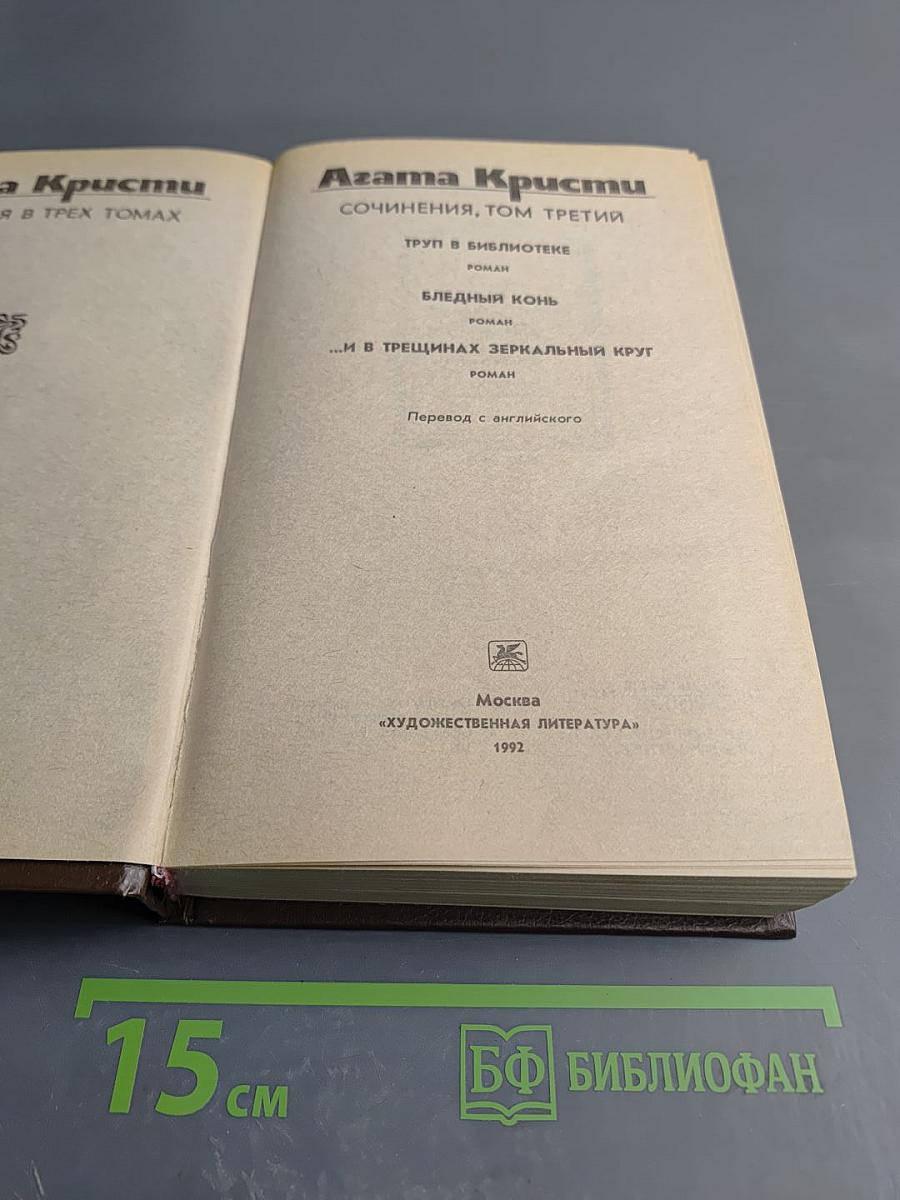 а Кристи
Я В ТРЕХ ТОМАХ
Агата Кристи
СОЧИНЕНИЯ, ТОМ ТРЕТИЙ
ТРУП В БИБЛИОТЕКЕ
РОМАН
БЛЕДНЫЙ КОНЬ
РОМАН
...И В ТРЕЩИНАХ ЗЕРКАЛЬНЫЙ КРУГ
РОМАН
Перевод с английского
Москва
«ХУДОЖЕСТВЕННАЯ ЛИТЕРАТУРА»
1992
15 см
БФ БИБЛИОФАН